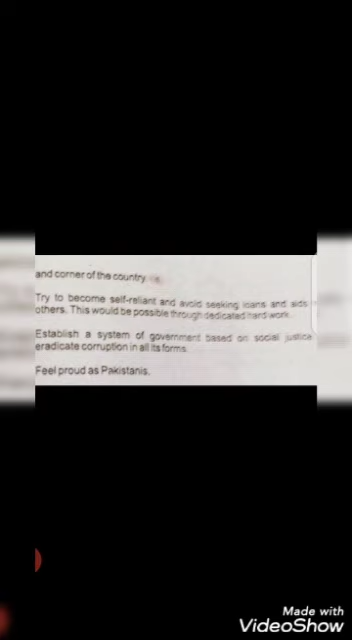 and corner of the country
Try to become self-reliant and avoid seeking loans and aids
others. This would be possible through dedicated hard work.
Establish a system of government based on social justice
eradicate corruption in all its forms.
Feel proud as Pakistanis.
Made with
VideoShow